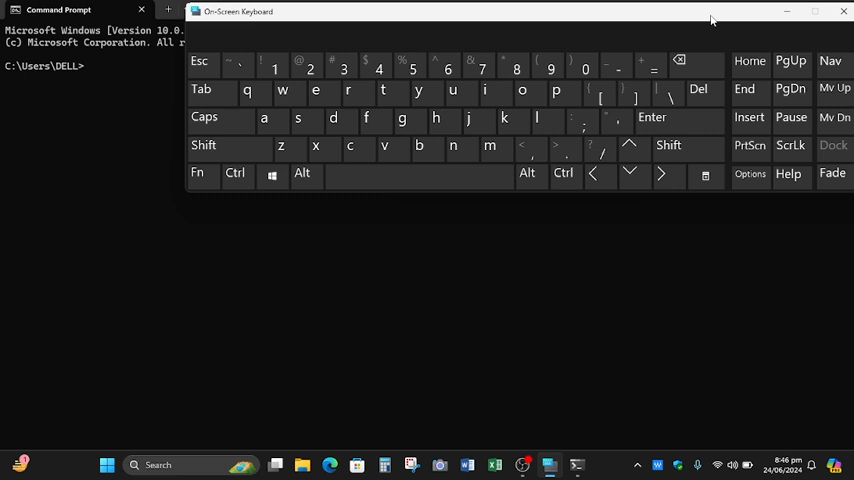 Command Prompt
On-Screen Keyboard
Microsoft Windows [Version 10.0.
(c) Microsoft Corporation. All r
C:\Users\DELL>
Esc ~ ` ! 1 @ 2 # 3 $ 4 % 5 ^ 6 & 7 * 8 ( 9 ) 0 _ - + = Home PgUp Nav
Tab q w e r t y u i o p { [ } ] | \ Del End PgDn Mv Up
Caps a s d f g h j k l : ; " ' Enter Insert Pause Mv Dn
Shift z x c v b n m < , > . ? / Shift PrtScn ScrLk Dock
Fn Ctrl Alt Alt Ctrl Options Help Fade
1 Search 8:46 pm
24/06/2024